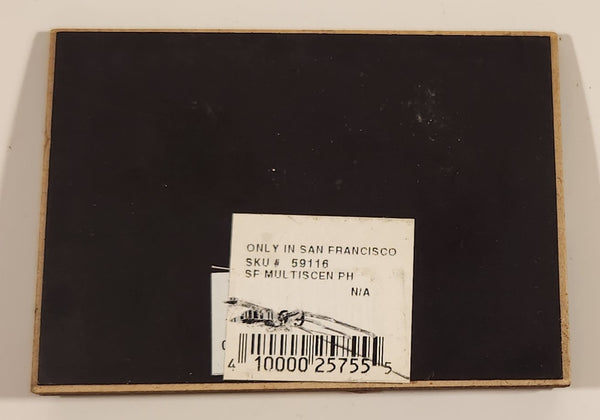 ONLY IN SAN FRANCISCO
SKU # 59116
SF MULTISCEN PH
N/A
4 10000 25755 5